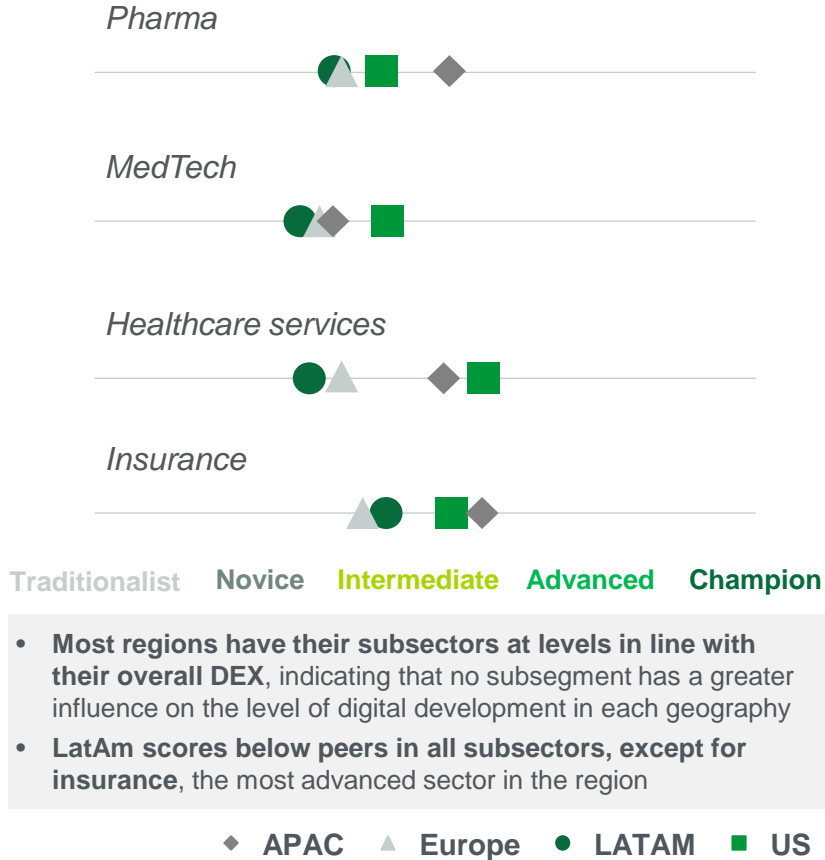 Pharma
MedTech
Healthcare services
Insurance
Traditionalist Novice Intermediate Advanced Champion
• Most regions have their subsectors at levels in line with
their overall DEX, indicating that no subsegment has a greater
influence on the level of digital development in each geography
• LatAm scores below peers in all subsectors, except for
insurance, the most advanced sector in the region
APAC Europe LATAM US